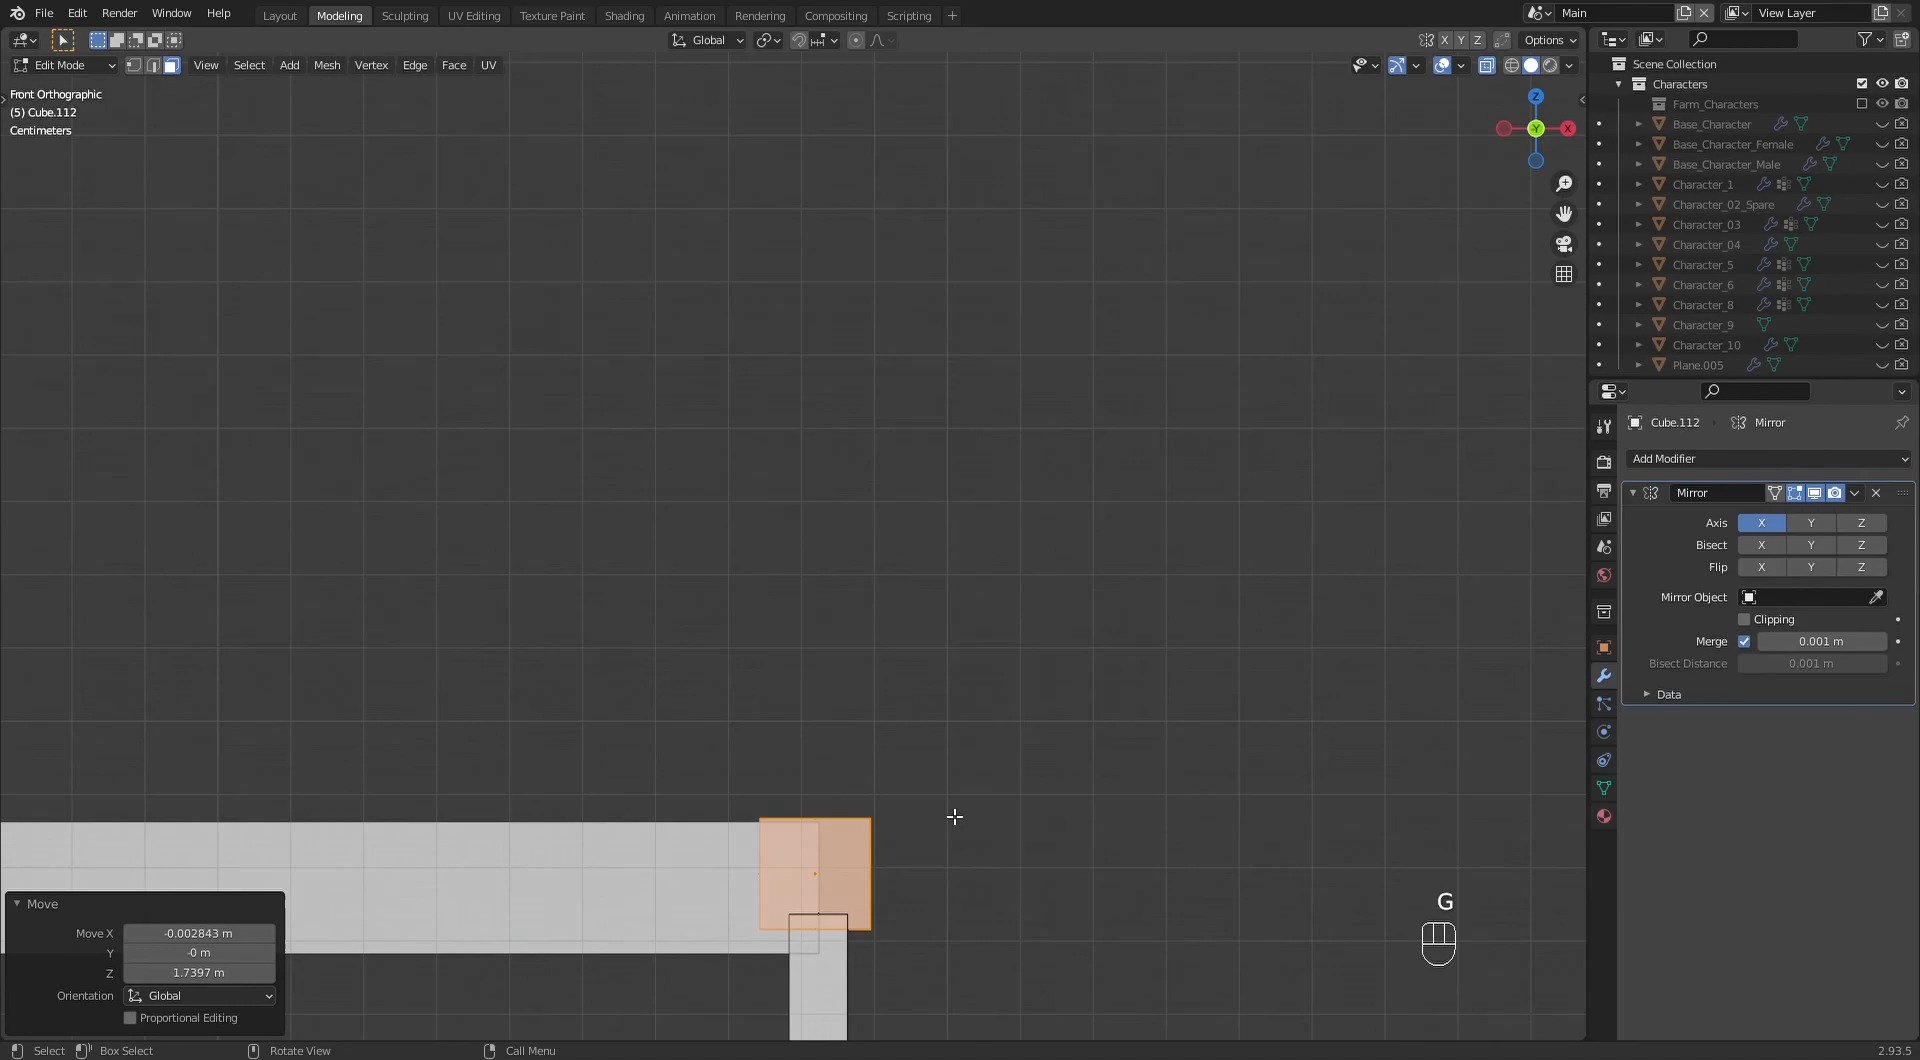 File Edit Render Window Help
Layout Modeling Sculpting UV Editing Texture Paint Shading Animation Rendering Compositing Scripting +
Main
View Layer
Global
X Y Z
Options
Edit Mode
View Select Add Mesh Vertex Edge Face UV
Front Orthographic
(5) Cube.112
Centimeters
Z
Y
X
Scene Collection
Characters
Farm_Characters
Base_Character
Base_Character_Female
Base_Character_Male
Character_1
Character_02_Spare
Character_03
Character_04
Character_5
Character_6
Character_8
Character_9
Character_10
Plane.005
Cube.112 › Mirror
Add Modifier
Mirror
Axis X Y Z
Bisect X Y Z
Flip X Y Z
Mirror Object
Clipping
Merge 0.001 m
Bisect Distance 0.001 m
Data
G
Move
Move X -0.002843 m
Y -0 m
Z 1.7397 m
Orientation Global
Proportional Editing
Select Box Select Rotate View Call Menu
2.93.5